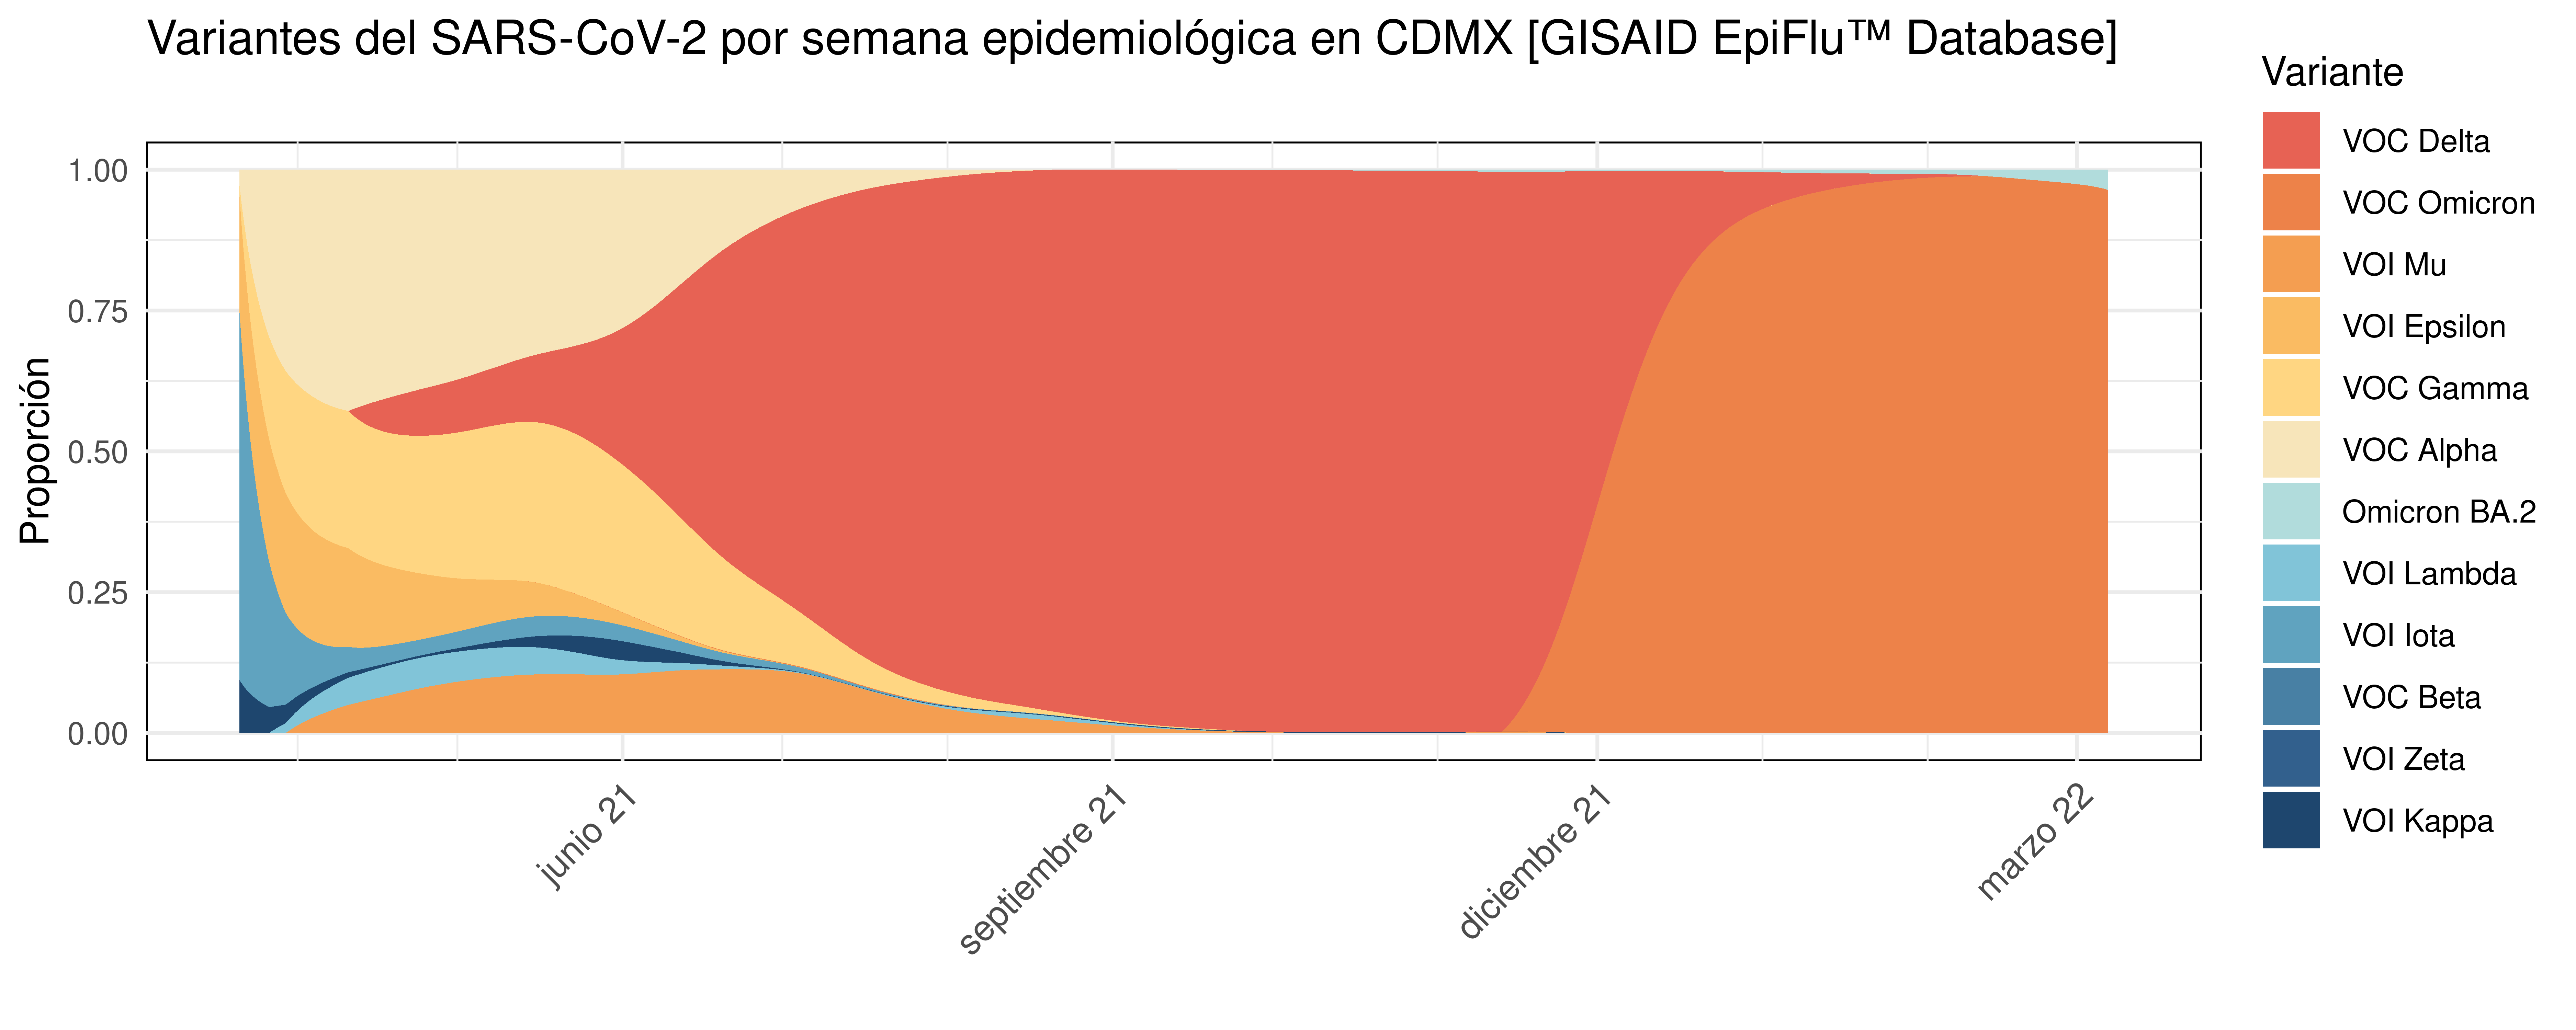 Variantes del SARS-CoV-2 por semana epidemiológica en CDMX [GISAID EpiFlu™ Database]
Proporción
1.00
0.75
0.50
0.25
0.00
junio 21
septiembre 21
diciembre 21
marzo 22
Variante
VOC Delta
VOC Omicron
VOI Mu
VOI Epsilon
VOC Gamma
VOC Alpha
Omicron BA.2
VOI Lambda
VOI Iota
VOC Beta
VOI Zeta
VOI Kappa